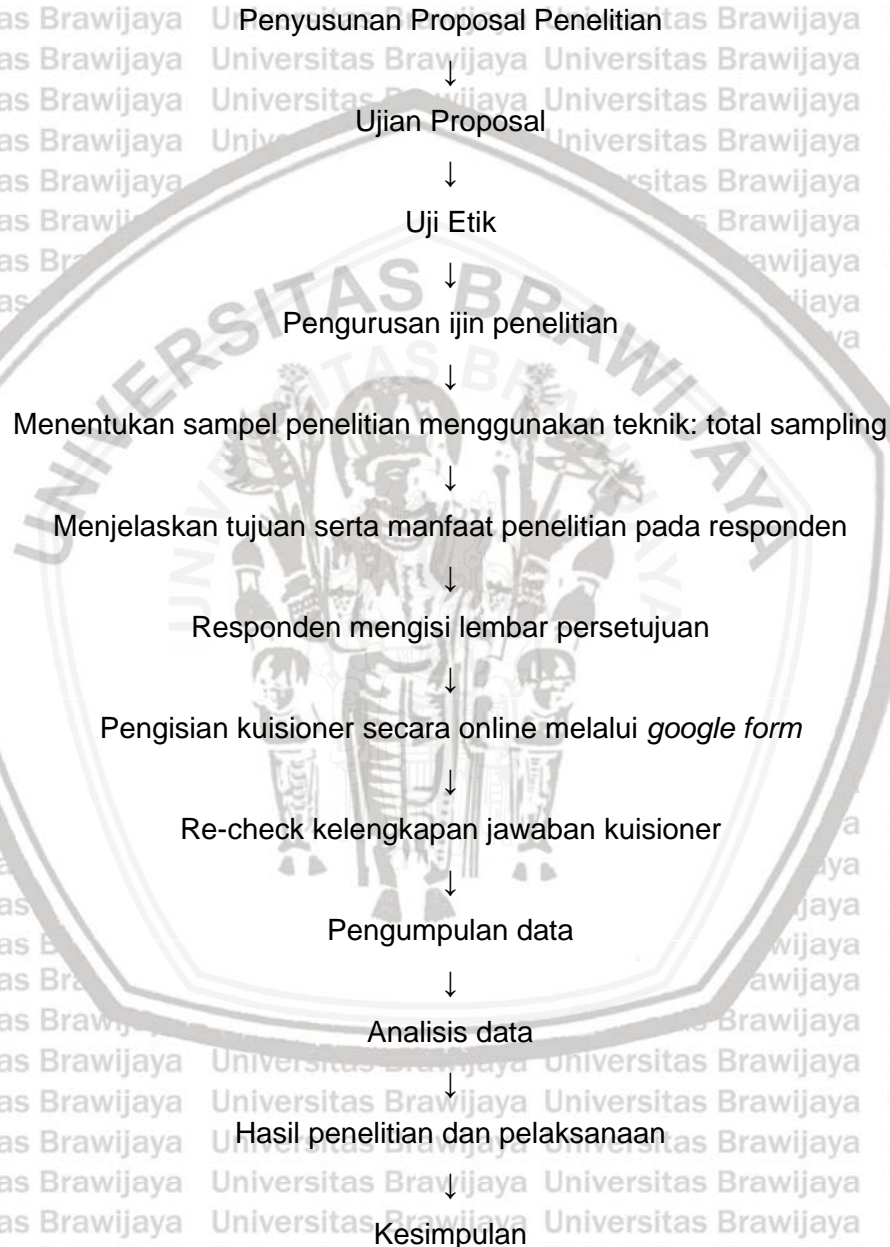 Penyusunan Proposal Penelitian
↓
Ujian Proposal
↓
Uji Etik
↓
Pengurusan ijin penelitian
↓
Menentukan sampel penelitian menggunakan teknik: total sampling
↓
Menjelaskan tujuan serta manfaat penelitian pada responden
↓
Responden mengisi lembar persetujuan
↓
Pengisian kuisioner secara online melalui google form
↓
Re-check kelengkapan jawaban kuisioner
↓
Pengumpulan data
↓
Analisis data
↓
Hasil penelitian dan pelaksanaan
↓
Kesimpulan
UNIVERSITAS BRAWIJAYA